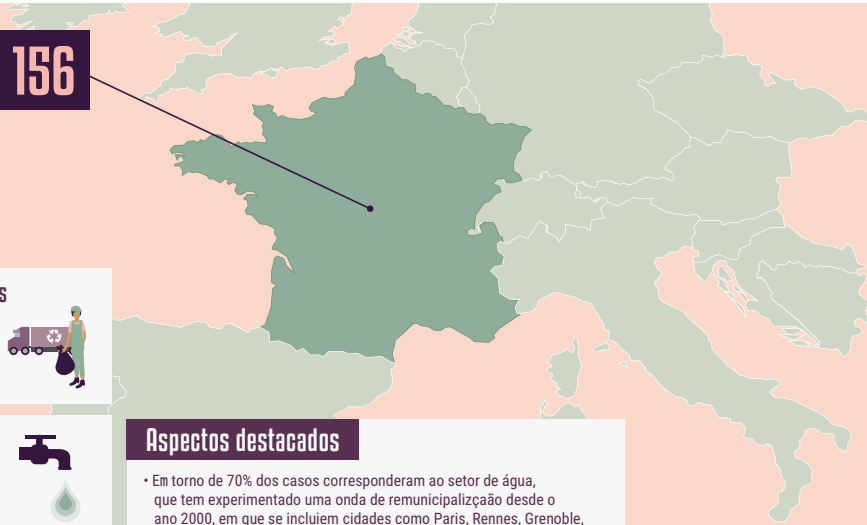 156
s
Aspectos destacados
• Em torno de 70% dos casos corresponderam ao setor de água,
que tem experimentado uma onda de remunicipalizçaão desde o
ano 2000, em que se incluiem cidades como Paris, Rennes, Grenoble,